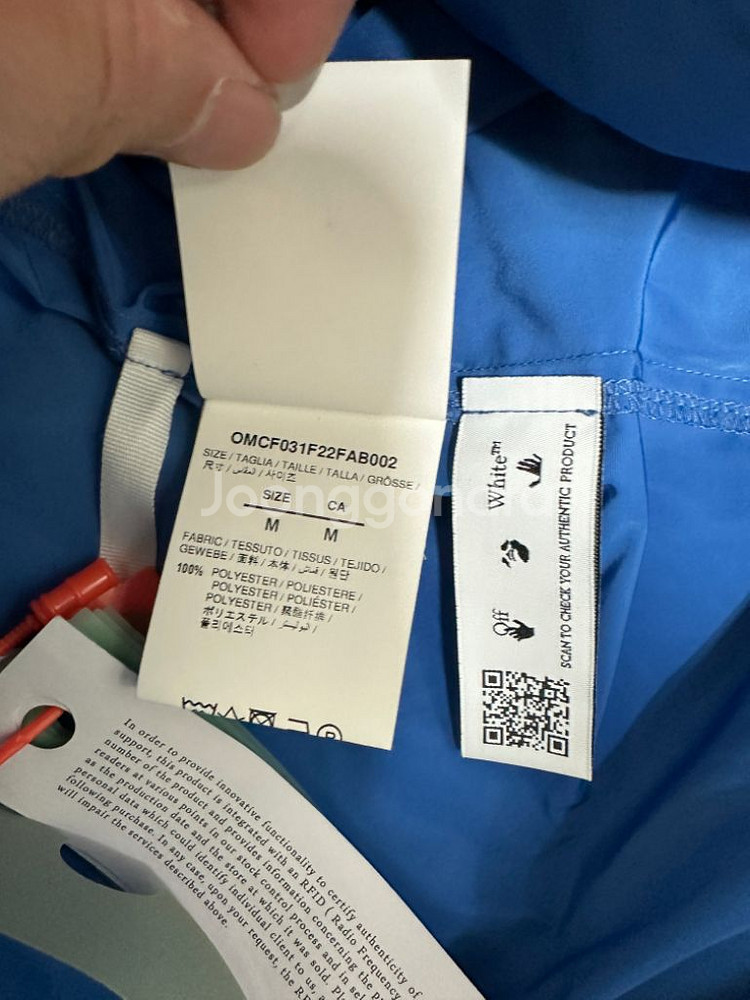 OMCF031F22FAB002
SIZE / TAGLIA / TAILLE / TALLA / GRÖSSE /
尺寸 / المقاس / 사이즈
SIZE CA
M M
FABRIC / TESSUTO / TISSUS / TEJIDO /
GEWEBE / 面料 / 本体 / قماش / 원단
100% POLYESTER / POLIESTERE /
POLYESTER / POLIÉSTER /
POLYESTER / 聚酯纤维 /
ポリエステル / البوليستر /
폴리에스터
Off White™
SCAN TO CHECK YOUR AUTHENTIC PRODUCT
In order to provide innovative functionality to certify authenticity of
support, this product is integrated with an RFID ( Radio Frequency
number of the product and provides information concerning the
readers at various points in our stock control process and in sel
as the production date and the store at which it was sold. Pl
personal data which could identify individual client to us, a
following purchase. In any case, upon your request, the R
will impair the services described above.
Joonggonara